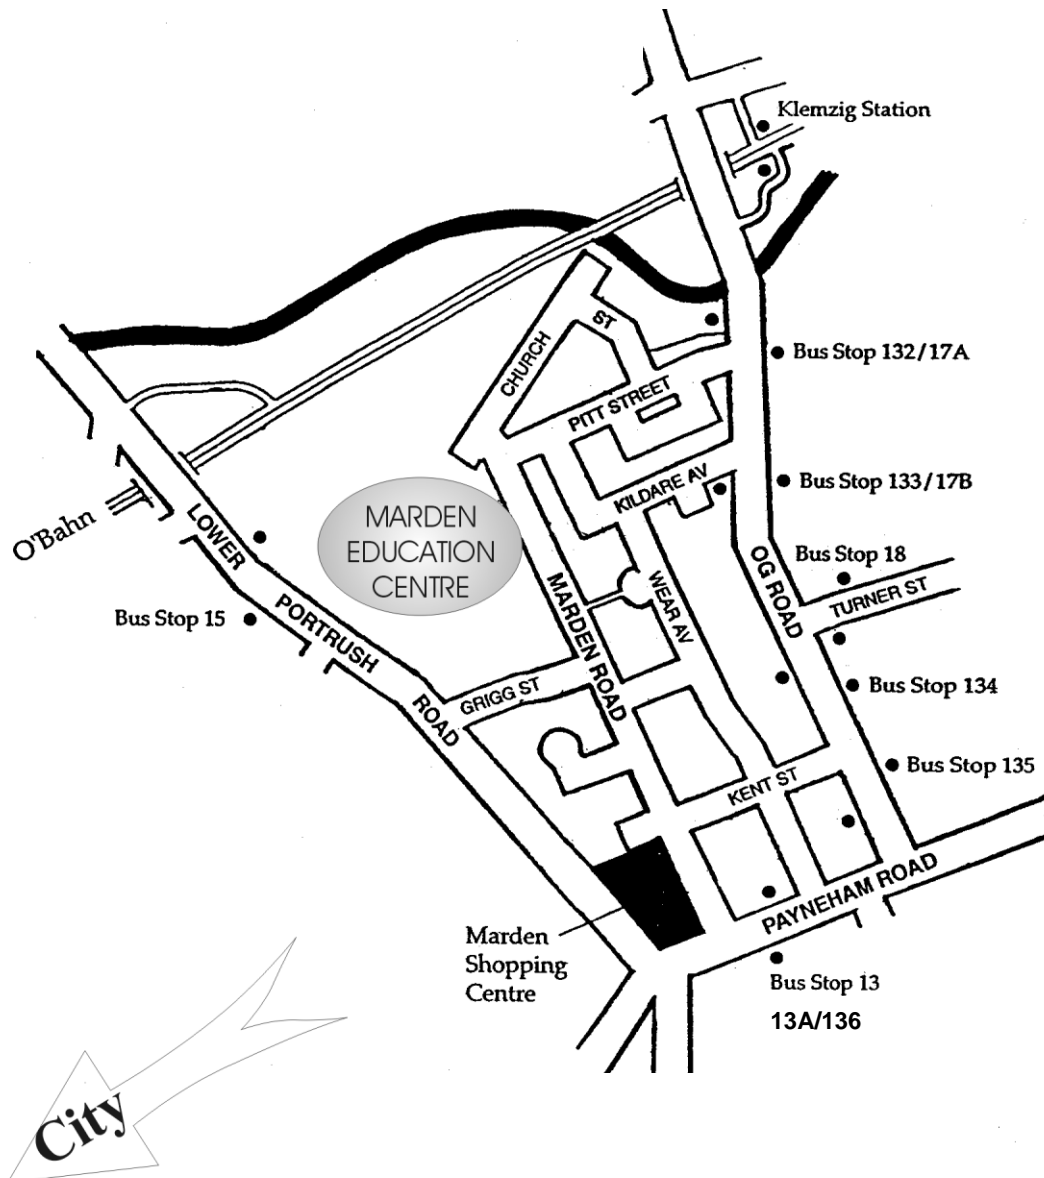 Klemzig Station
CHURCH
ST
Bus Stop 132/17A
PITT STREET
KILDARE AV
Bus Stop 133/17B
MARDEN
EDUCATION
CENTRE
O'Bahn
LOWER
PORTRUSH
ROAD
Bus Stop 15
MARDEN ROAD
WEAR AV
OG ROAD
Bus Stop 18
TURNER ST
GRIGG ST
Bus Stop 134
Bus Stop 135
KENT ST
PAYNEHAM ROAD
Marden
Shopping
Centre
Bus Stop 13
13A/136
City